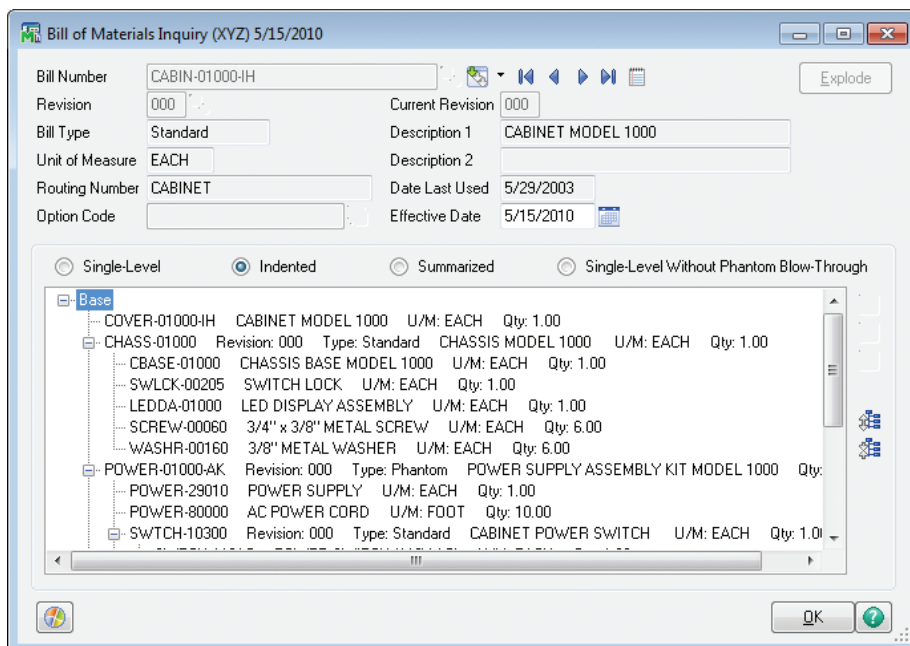 Bill of Materials Inquiry (XYZ) 5/15/2010
Bill Number CABIN-01000-IH Explode
Revision 000 Current Revision 000
Bill Type Standard Description 1 CABINET MODEL 1000
Unit of Measure EACH Description 2
Routing Number CABINET Date Last Used 5/29/2003
Option Code Effective Date 5/15/2010
Single-Level Indented Summarized Single-Level Without Phantom Blow-Through
Base
COVER-01000-IH CABINET MODEL 1000 U/M: EACH Qty: 1.00
CHASS-01000 Revision: 000 Type: Standard CHASSIS MODEL 1000 U/M: EACH Qty: 1.00
CBASE-01000 CHASSIS BASE MODEL 1000 U/M: EACH Qty: 1.00
SWLCK-00205 SWITCH LOCK U/M: EACH Qty: 1.00
LEDDA-01000 LED DISPLAY ASSEMBLY U/M: EACH Qty: 1.00
SCREW-00060 3/4" x 3/8" METAL SCREW U/M: EACH Qty: 6.00
WASHR-00160 3/8" METAL WASHER U/M: EACH Qty: 6.00
POWER-01000-AK Revision: 000 Type: Phantom POWER SUPPLY ASSEMBLY KIT MODEL 1000 Qty:
POWER-29010 POWER SUPPLY U/M: EACH Qty: 1.00
POWER-80000 AC POWER CORD U/M: FOOT Qty: 10.00
SWTCH-10300 Revision: 000 Type: Standard CABINET POWER SWITCH U/M: EACH Qty: 1.0
OK